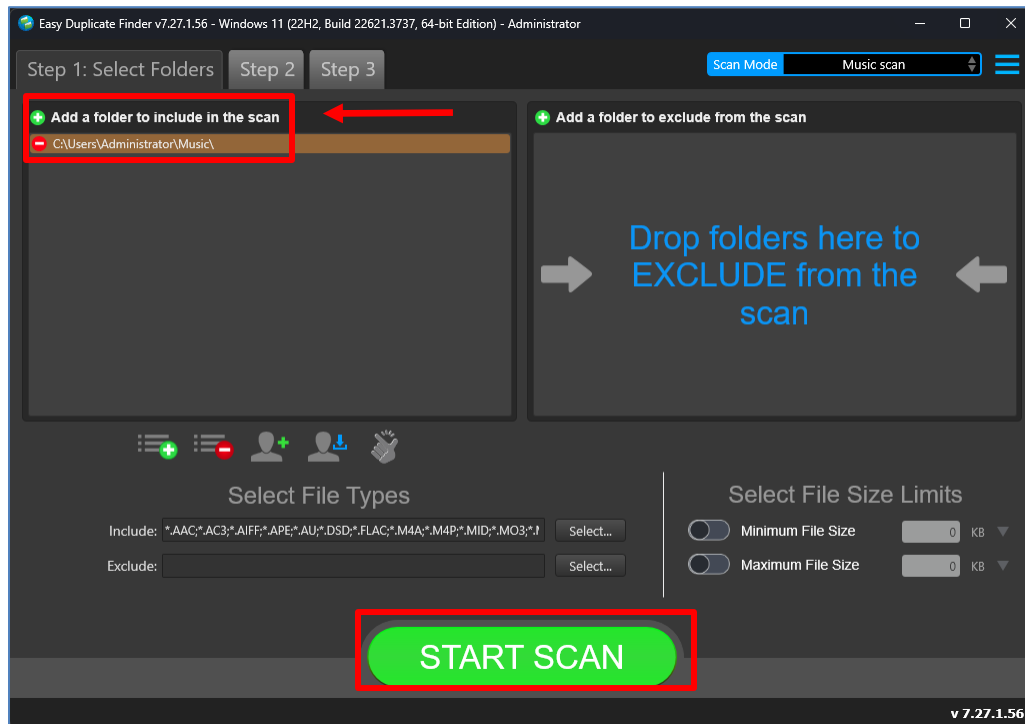 Easy Duplicate Finder v7.27.1.56 - Windows 11 (22H2, Build 22621.3737, 64-bit Edition) - Administrator
Step 1: Select Folders Step 2 Step 3 Scan Mode Music scan
Add a folder to include in the scan
C:\Users\Administrator\Music\
Add a folder to exclude from the scan
Drop folders here to
EXCLUDE from the
scan
Select File Types
Include: *.AAC;*.AC3;*.AIFF;*.APE;*.AU;*.DSD;*.FLAC;*.M4A;*.M4P;*.MID;*.MO3;*. Select...
Exclude: Select...
Select File Size Limits
Minimum File Size 0 KB
Maximum File Size 0 KB
START SCAN
v 7.27.1.56